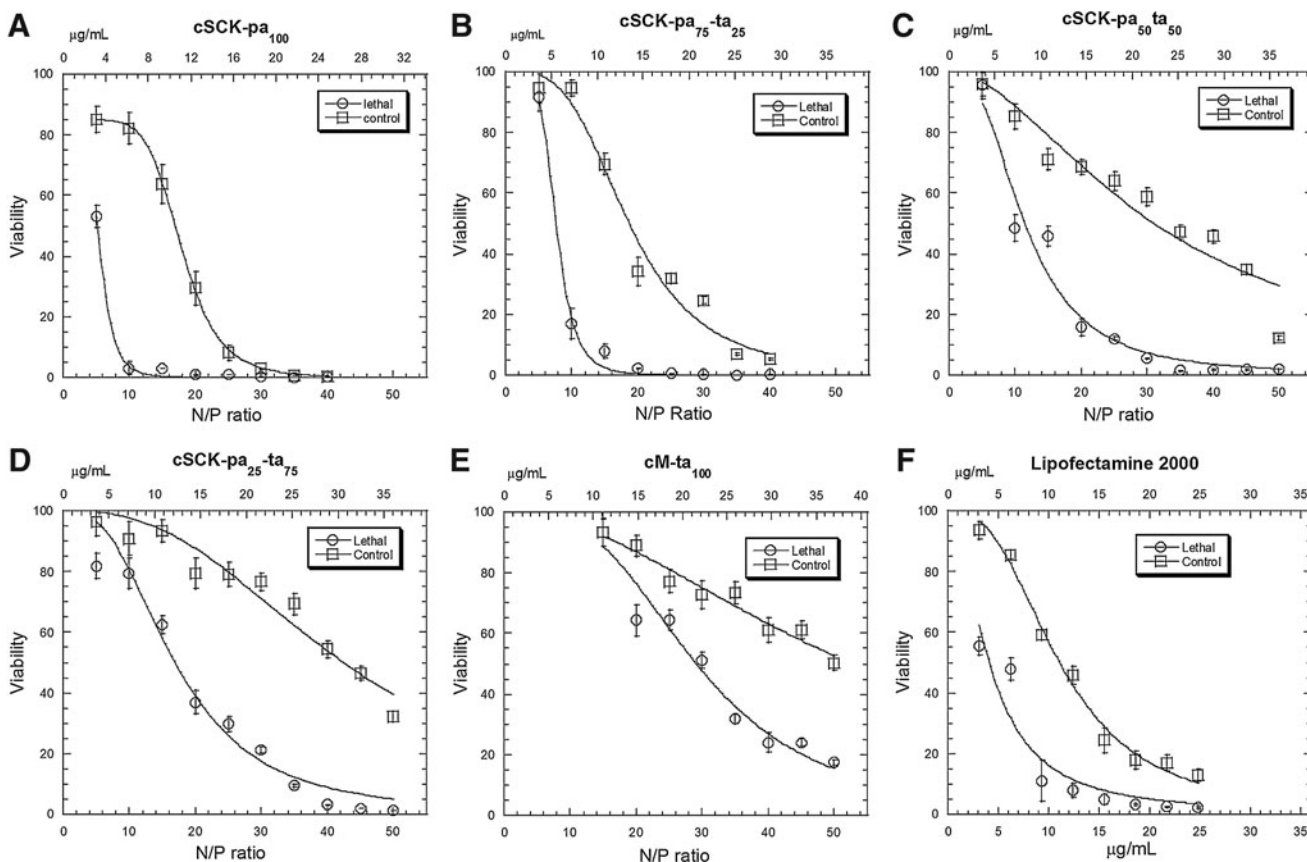 A
μg/mL
cSCK-pa100
0 4 8 12 16 20 24 28 32
lethal
control
Viability
100
80
60
40
20
0
0 10 20 30 40 50
N/P ratio
B
μg/mL
cSCK-pa75-ta25
0 5 10 15 20 25 30 35
Lethal
Control
Viability
100
80
60
40
20
0
0 10 20 30 40 50
N/P Ratio
C
μg/mL
cSCK-pa50ta50
0 5 10 15 20 25 30 35
Lethal
Control
Viability
100
80
60
40
20
0
0 10 20 30 40 50
N/P ratio
D
μg/mL
cSCK-pa25-ta75
0 5 10 15 20 25 30 35
Lethal
Control
Viability
100
80
60
40
20
0
0 10 20 30 40 50
N/P ratio
E
μg/mL
cM-ta100
0 5 10 15 20 25 30 35 40
Lethal
Control
Viability
100
80
60
40
20
0
0 10 20 30 40 50
N/P ratio
F
Lipofectamine 2000
0 5 10 15 20 25 30 35
Lethal
Control
Viability
100
80
60
40
20
0
0 5 10 15 20 25 30 35
μg/mL